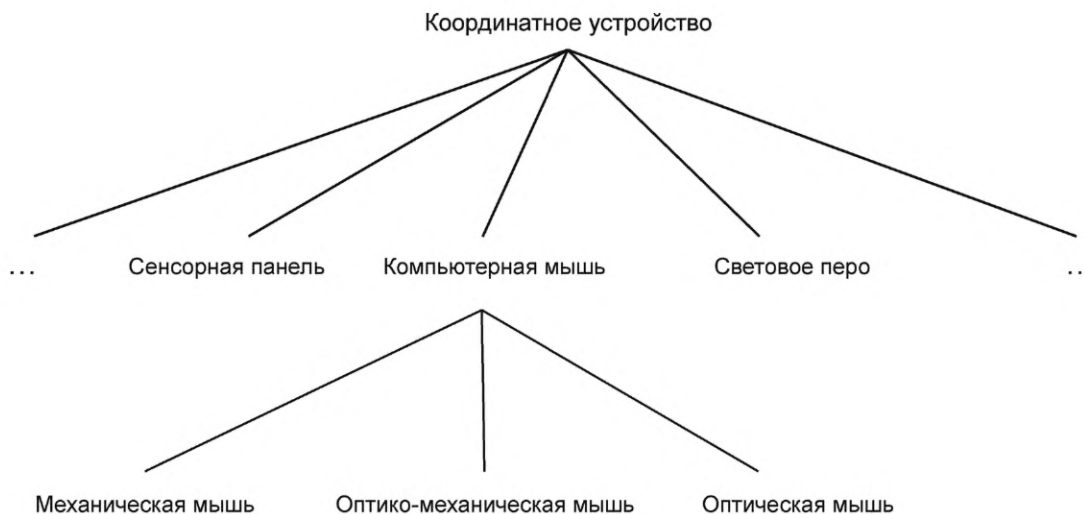 Координатное устройство
... Сенсорная панель Компьютерная мышь Световое перо ..
Механическая мышь Оптико-механическая мышь Оптическая мышь